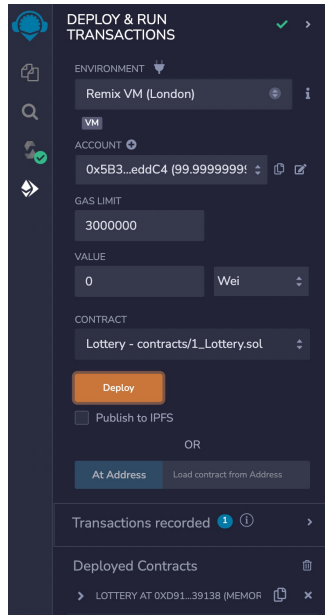 DEPLOY & RUN
TRANSACTIONS
ENVIRONMENT
Remix VM (London)
VM
ACCOUNT
0x5B3...eddC4 (99.9999999
GAS LIMIT
3000000
VALUE
0 Wei
CONTRACT
Lottery - contracts/1_Lottery.sol
Deploy
Publish to IPFS
OR
At Address Load contract from Address
Transactions recorded 1 i
Deployed Contracts
LOTTERY AT 0XD91...39138 (MEMOR